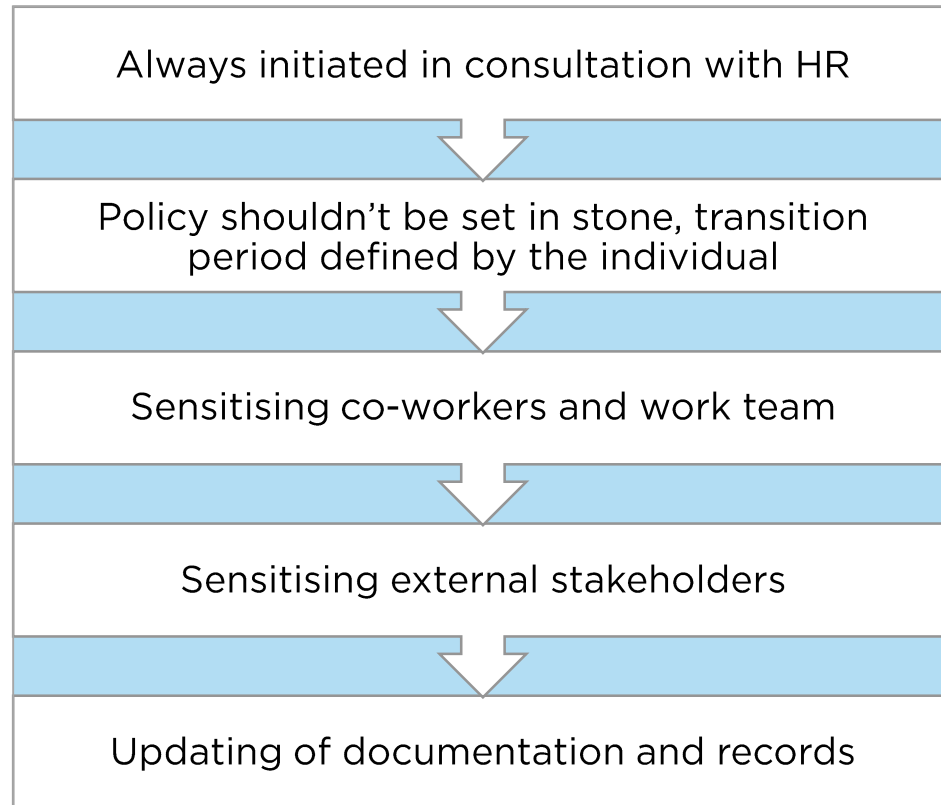 Always initiated in consultation with HR
Policy shouldn’t be set in stone, transition
period defined by the individual
Sensitising co-workers and work team
Sensitising external stakeholders
Updating of documentation and records